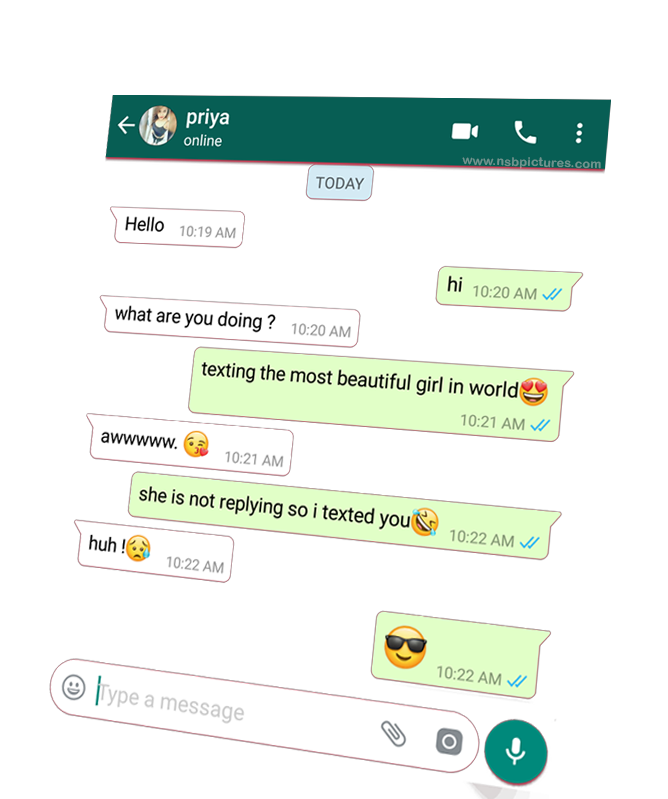 priya
online
www.nsbpictures.com
TODAY
Hello 10:19 AM
hi 10:20 AM
what are you doing ? 10:20 AM
texting the most beautiful girl in world😍
10:21 AM
awwwww. 😘 10:21 AM
she is not replying so i texted you🤣 10:22 AM
huh !😥 10:22 AM
😎 10:22 AM
Type a message